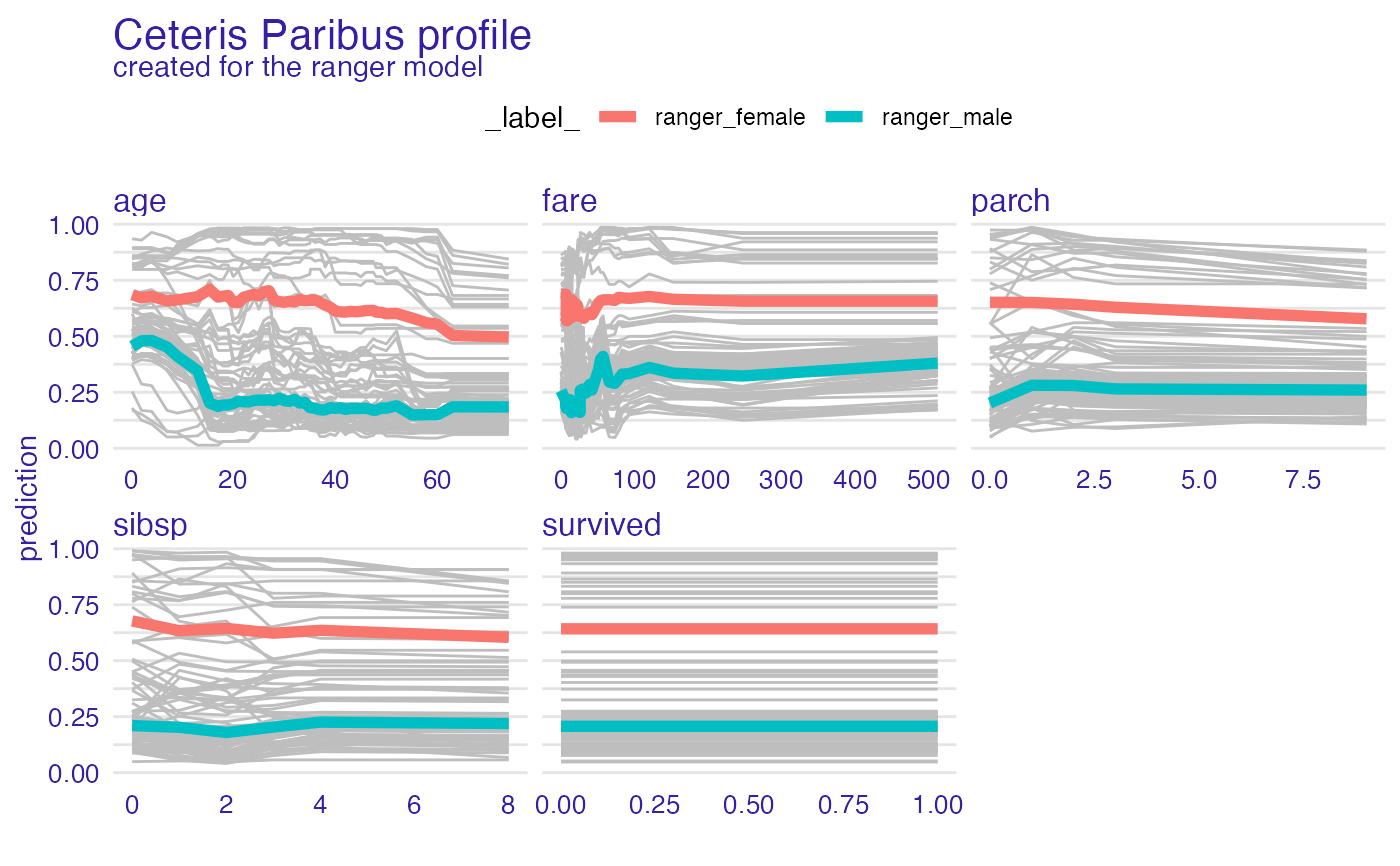 Ceteris Paribus profile
created for the ranger model
_label_ ranger_female ranger_male
age fare parch
1.00
0.75
0.50
0.25
0.00
0 20 40 60 0 100 200 300 400 500 0.0 2.5 5.0 7.5
prediction
sibsp survived
1.00
0.75
0.50
0.25
0.00
0 2 4 6 8 0.00 0.25 0.50 0.75 1.00